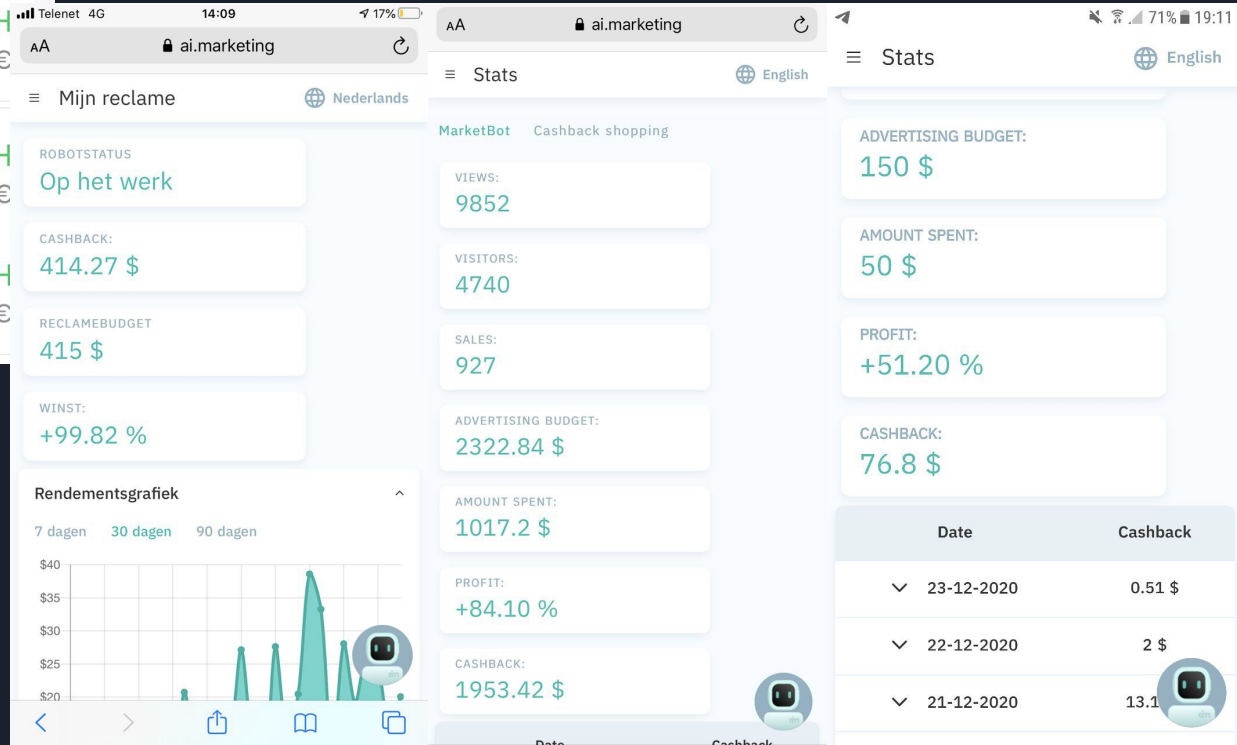 Telenet 4G 14:09 17%
AA ai.marketing
Mijn reclame Nederlands
ROBOTSTATUS
Op het werk
CASHBACK:
414.27 $
RECLAMEBUDGET
415 $
WINST:
+99.82 %
Rendementsgrafiek
7 dagen 30 dagen 90 dagen
$40
$35
$30
$25
$20
AA ai.marketing
Stats English
MarketBot Cashback shopping
VIEWS:
9852
VISITORS:
4740
SALES:
927
ADVERTISING BUDGET:
2322.84 $
AMOUNT SPENT:
1017.2 $
PROFIT:
+84.10 %
CASHBACK:
1953.42 $
Date Cashback
71% 19:11
Stats English
ADVERTISING BUDGET:
150 $
AMOUNT SPENT:
50 $
PROFIT:
+51.20 %
CASHBACK:
76.8 $
Date Cashback
23-12-2020 0.51 $
22-12-2020 2 $
21-12-2020 13.1